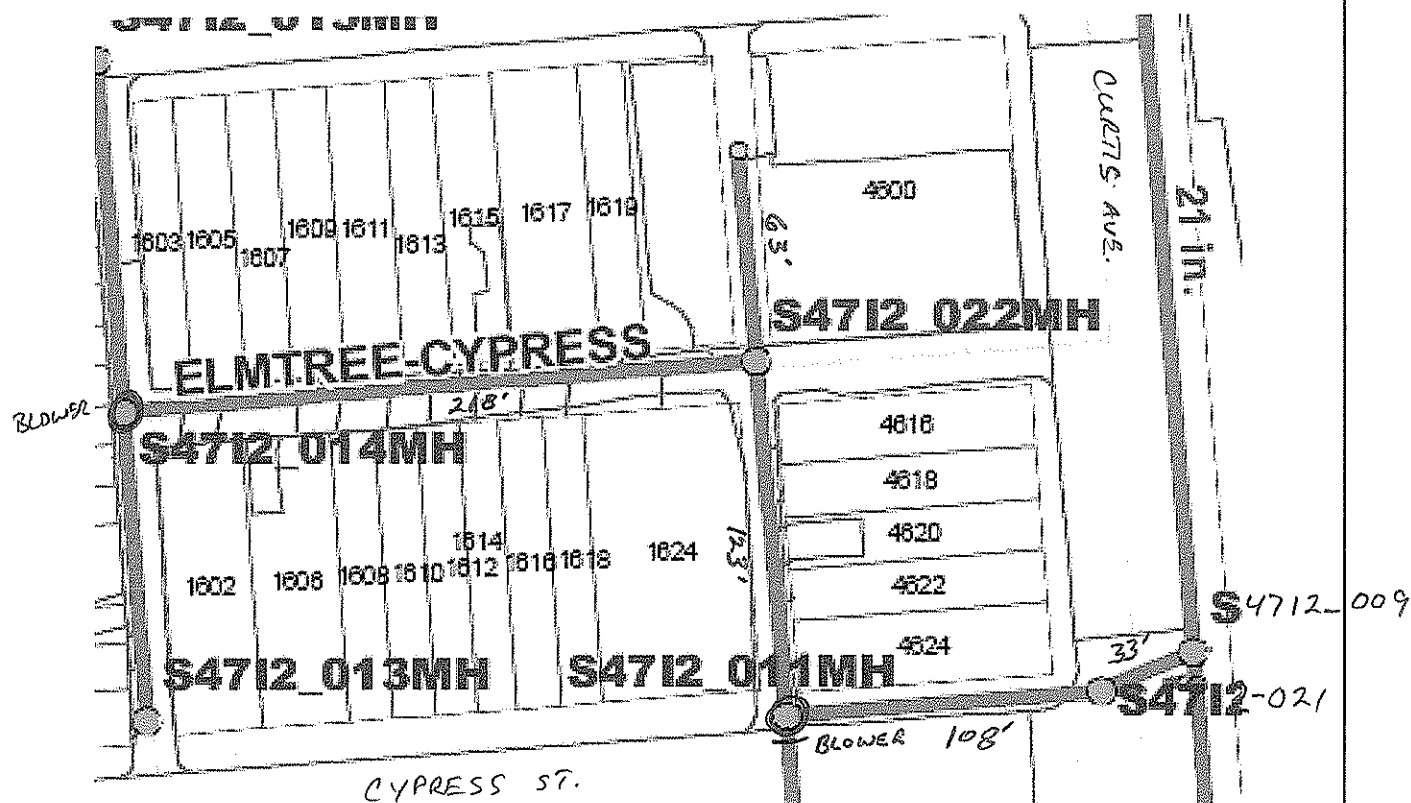 S47I2_013MH
CURTIS AVE.
21 in.
4600
1603 1605 1607 1609 1611 1613 1615 1617 1619
63'
S47I2_022MH
ELMTREE-CYPRESS
BLOWER
218'
S47I2_014MH
4616
4618
4620
4622
4624
123'
1602 1606 1608 1610 1612 1614 1616 1618 1624
S4712_009
33'
S47I2_013MH
S47I2_011MH
S47I2-021
BLOWER 108'
CYPRESS ST.